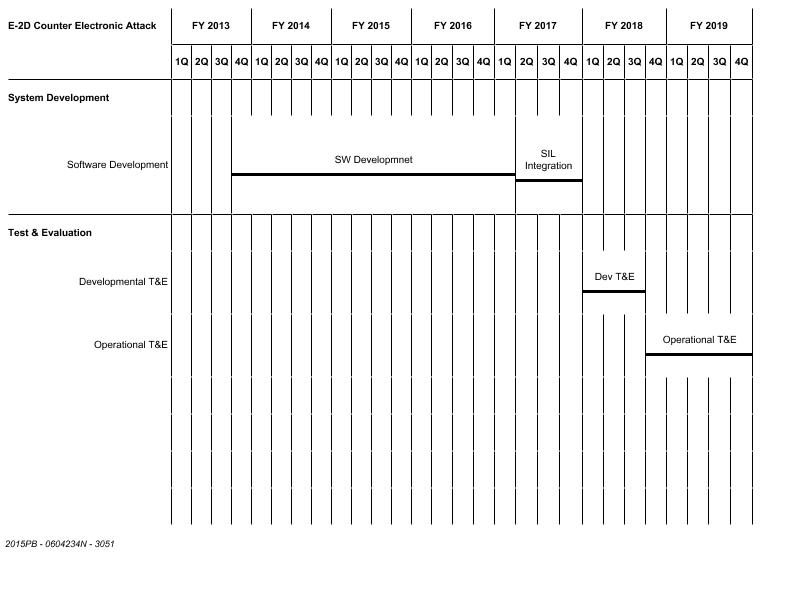 E-2D Counter Electronic Attack FY 2013 FY 2014 FY 2015 FY 2016 FY 2017 FY 2018 FY 2019
1Q 2Q 3Q 4Q 1Q 2Q 3Q 4Q 1Q 2Q 3Q 4Q 1Q 2Q 3Q 4Q 1Q 2Q 3Q 4Q 1Q 2Q 3Q 4Q 1Q 2Q 3Q 4Q
System Development
Software Development
SW Developmnet
SIL
Integration
Test & Evaluation
Developmental T&E
Dev T&E
Operational T&E
Operational T&E
2015PB - 0604234N - 3051